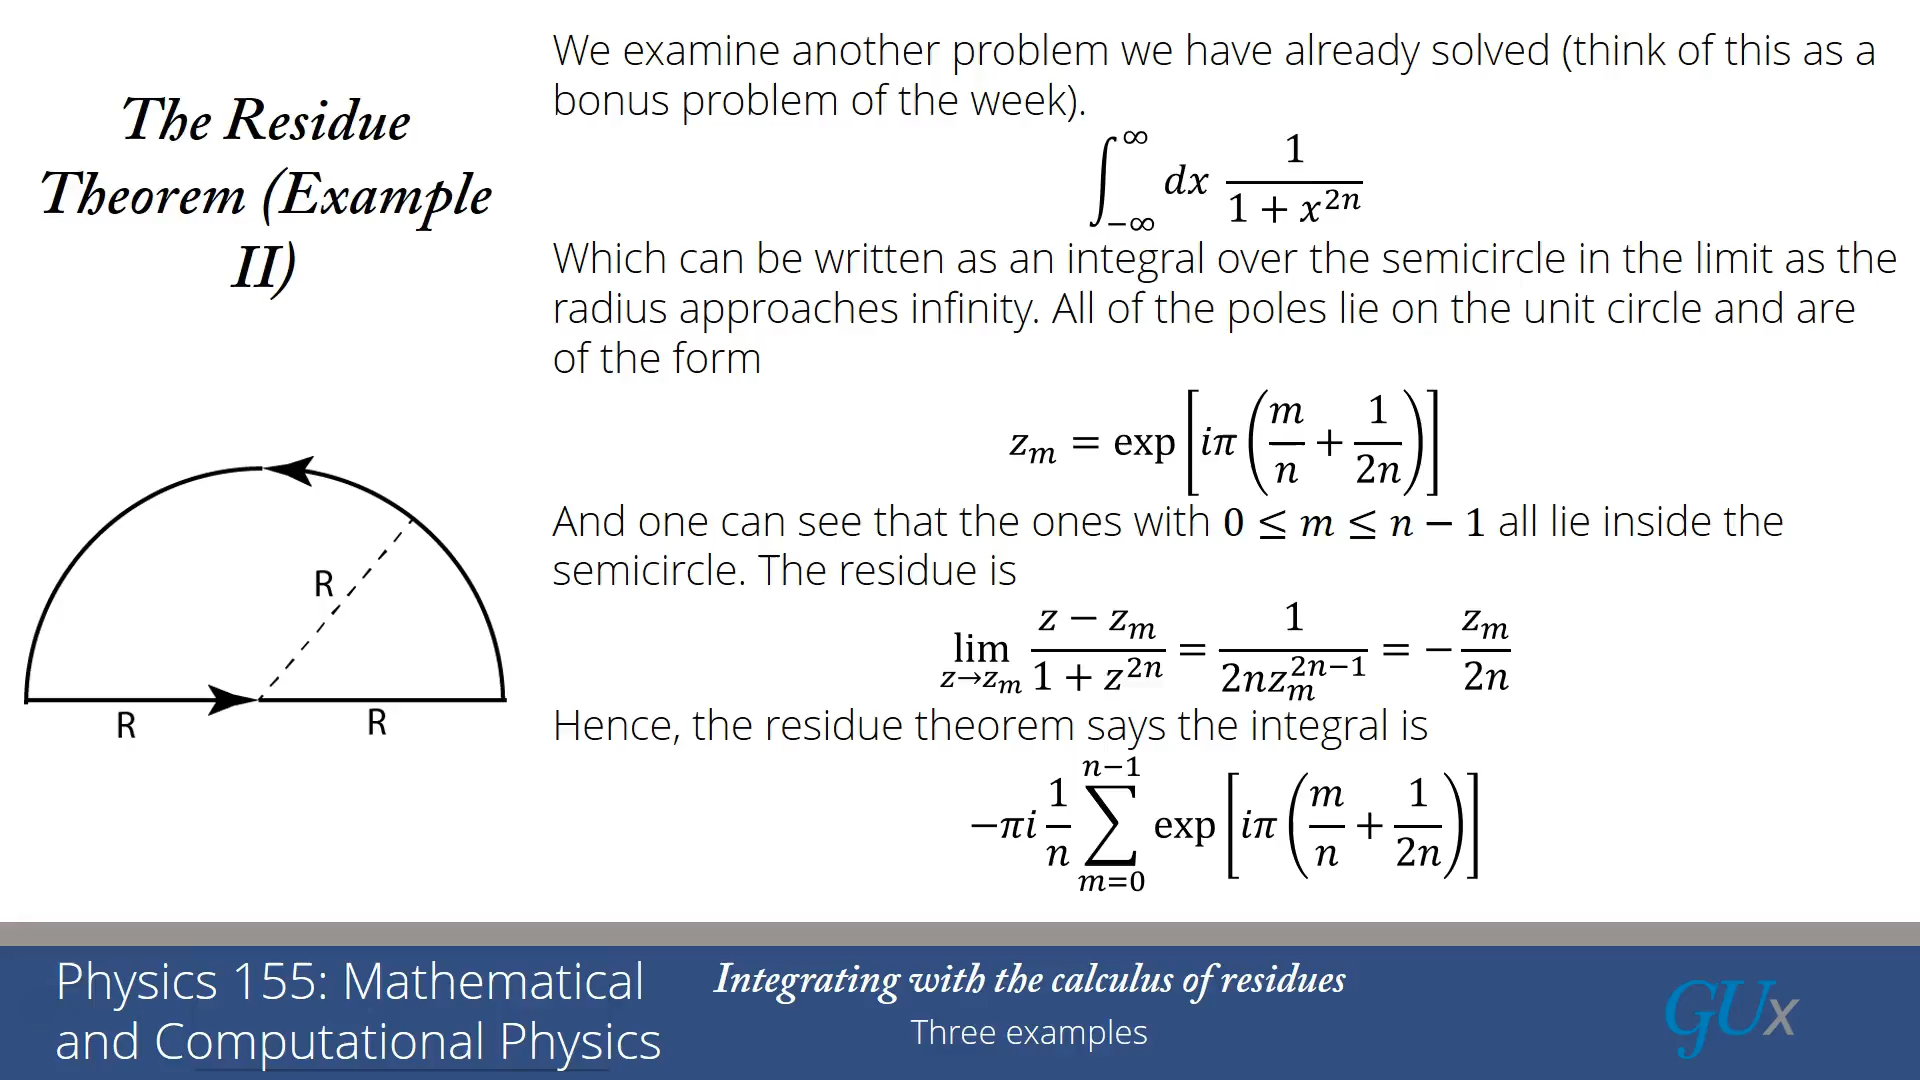 The Residue
Theorem (Example
II)
We examine another problem we have already solved (think of this as a
bonus problem of the week).
∫_{−∞}^{∞} dx 1/(1 + x^{2n})
Which can be written as an integral over the semicircle in the limit as the
radius approaches infinity. All of the poles lie on the unit circle and are
of the form
z_m = exp[iπ(m/n + 1/(2n))]
And one can see that the ones with 0 ≤ m ≤ n − 1 all lie inside the
semicircle. The residue is
lim_{z→z_m} (z − z_m)/(1 + z^{2n}) = 1/(2nz_m^{2n−1}) = −z_m/(2n)
Hence, the residue theorem says the integral is
−πi 1/n ∑_{m=0}^{n−1} exp[iπ(m/n + 1/(2n))]
R
R
R
Physics 155: Mathematical
and Computational Physics
Integrating with the calculus of residues
Three examples
GUx